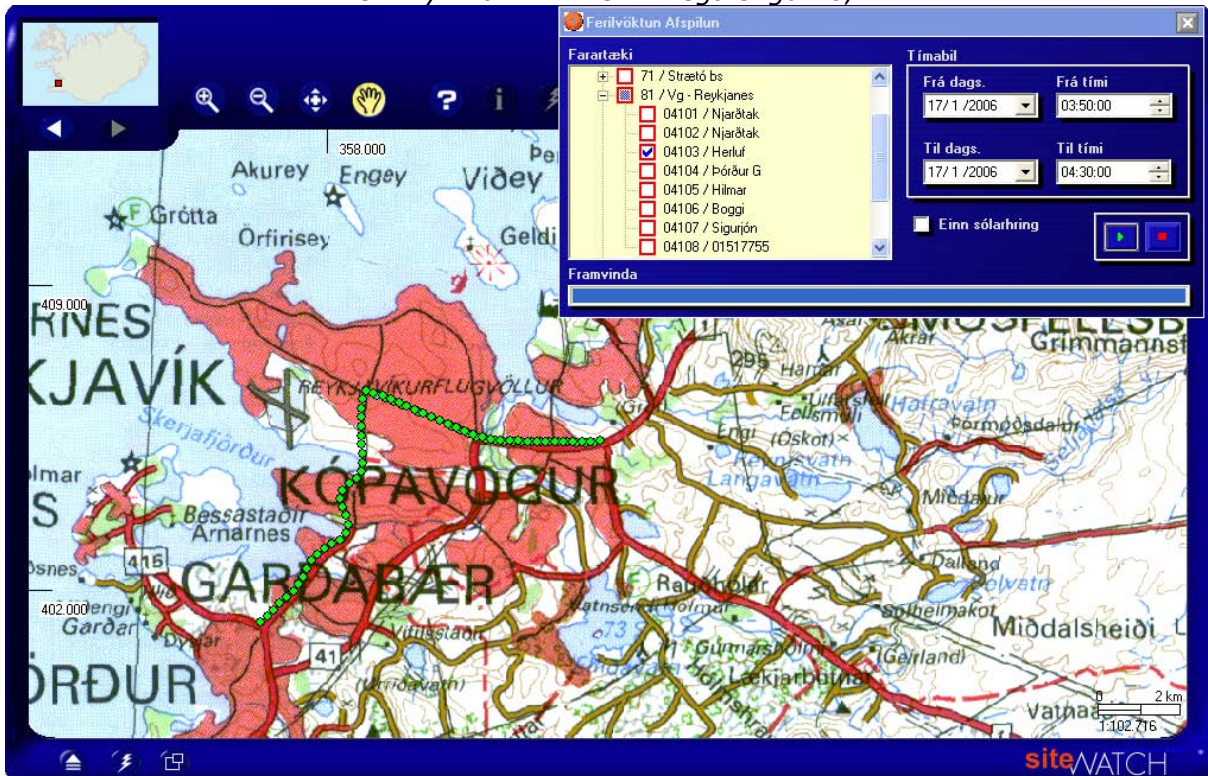 Ferilvöktun Afspilun
Farartæki
71 / Strætó bs
81 / Vg - Reykjanes
04101 / Njarðtak
04102 / Njarðtak
04103 / Herluf
04104 / Þórður G
04105 / Hilmar
04106 / Boggi
04107 / Sigurjón
04108 / 01517755
Tímabil
Frá dags.
Frá tími
17/ 1 /2006
03:50:00
Til dags.
Til tími
17/ 1 /2006
04:30:00
Einn sólarhring
Framvinda
358.000
Akurey
Engey
Viðey
Grótta
Örfirisey
Geldi
409.000
RNES
KJAVÍK
REYKJAVÍKURFLUGVÖLLUR
MOSFELLSB
Grimmannsf
295
Hafravatn
Þormóðsdalur
Engi
(Óskot)
Reynisvatn
Langavatn
Skerjafjörður
KÓPAVOGUR
Miðdalur
Bessastaðir
Arnarnes
415
GARÐABÆR
Dalland
Selvatn
Rauðhólar
402.000
Garðar
Vífilsstaðir
Sólheimakot
Miðdalsheiði
73
(Geirland)
41
(Urriðavatn)
Lækjarbotnar
ÖRÐUR
0 2 km
Vatna
1:102.716
siteWATCH